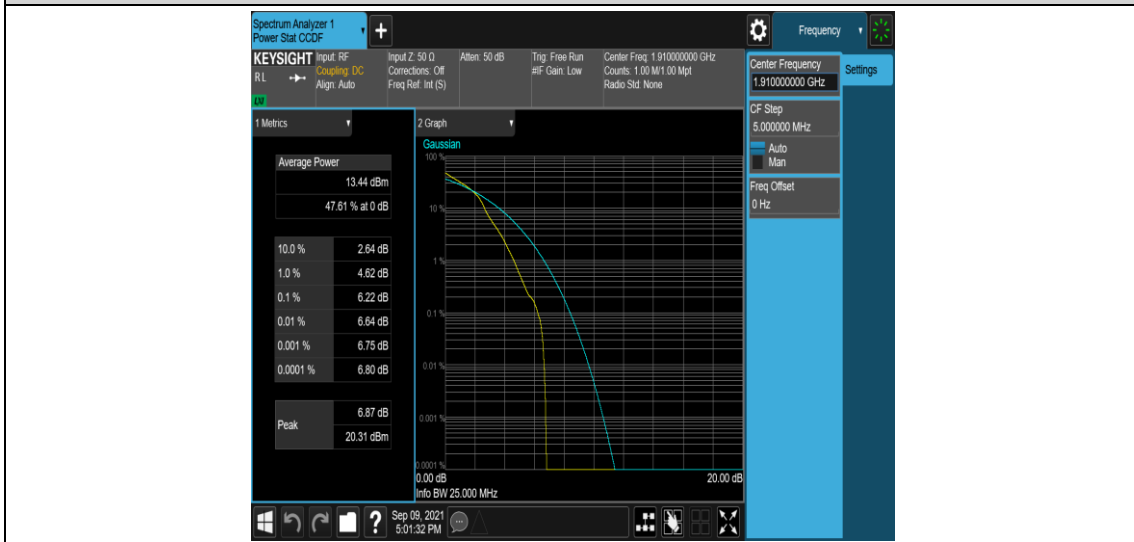 Spectrum Analyzer 1
Power Stat CCDF
+
Frequency
KEYSIGHT
RL
LXI
Input: RF
Coupling: DC
Align: Auto
Input Z: 50 Ω
Corrections: Off
Freq Ref: Int (S)
Atten: 50 dB
Trig: Free Run
#IF Gain: Low
Center Freq: 1.910000000 GHz
Counts: 1.00 M/1.00 Mpt
Radio Std: None
Center Frequency
1.910000000 GHz
Settings
CF Step
5.000000 MHz
Auto
Man
Freq Offset
0 Hz
1 Metrics
Average Power
13.44 dBm
47.61 % at 0 dB
10.0 % 2.64 dB
1.0 % 4.62 dB
0.1 % 6.22 dB
0.01 % 6.64 dB
0.001 % 6.75 dB
0.0001 % 6.80 dB
Peak
6.87 dB
20.31 dBm
2 Graph
Gaussian
100 %
10 %
1 %
0.1 %
0.01 %
0.001 %
0.0001 %
0.00 dB 20.00 dB
Info BW 25.000 MHz
?
Sep 09, 2021
5:01:32 PM